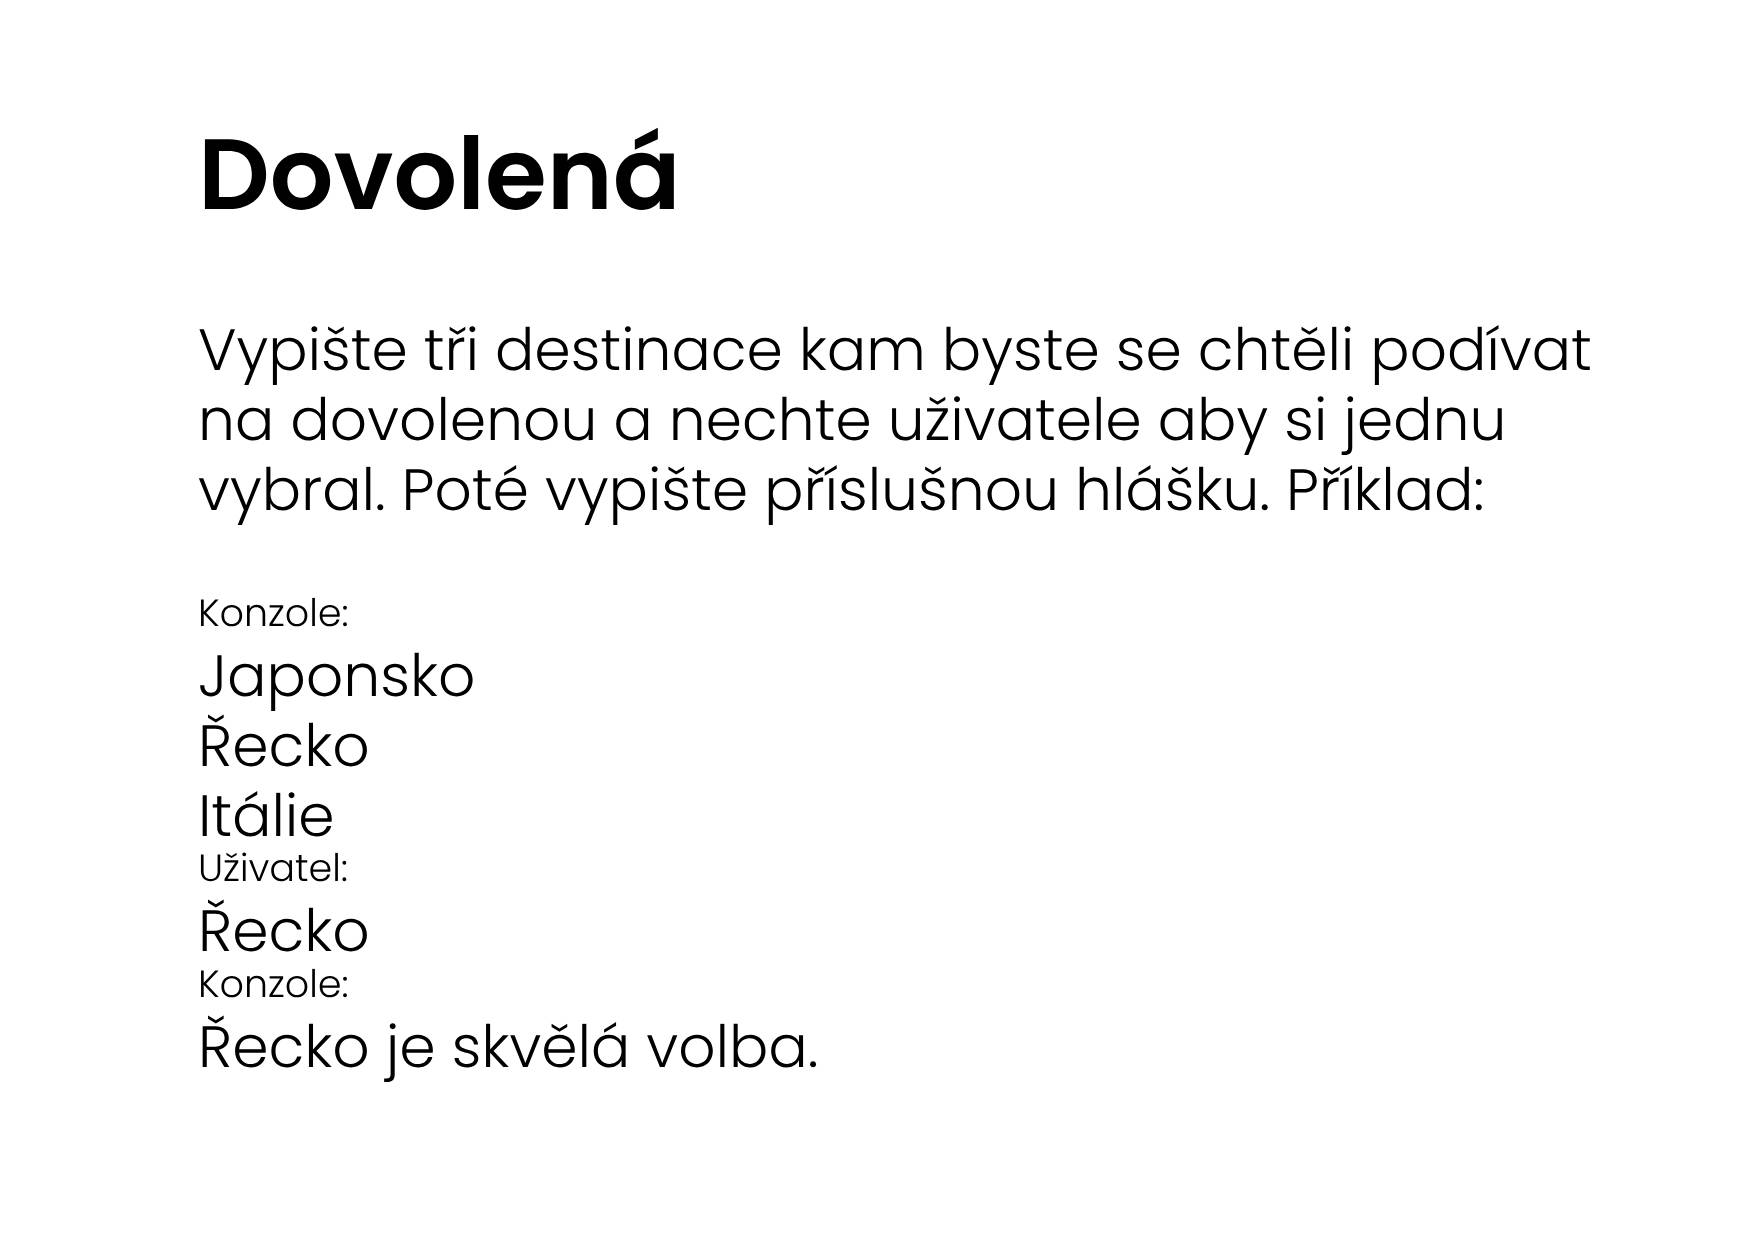 Dovolená
Vypište tři destinace kam byste se chtěli podívat
na dovolenou a nechte uživatele aby si jednu
vybral. Poté vypište příslušnou hlášku. Příklad:
Konzole:
Japonsko
Řecko
Itálie
Uživatel:
Řecko
Konzole:
Řecko je skvělá volba.